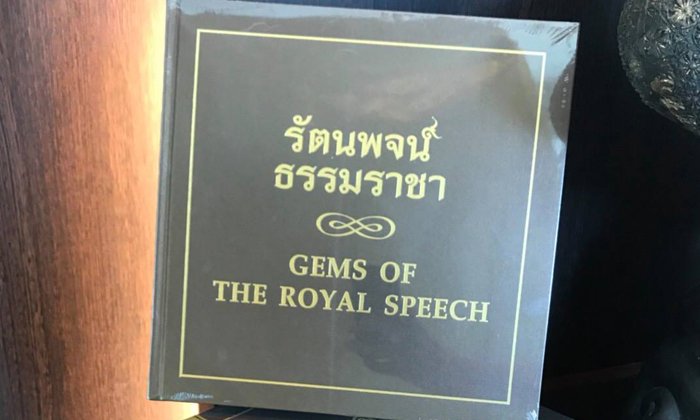 รัตนพจน์
ธรรมราชา
GEMS OF
THE ROYAL SPEECH